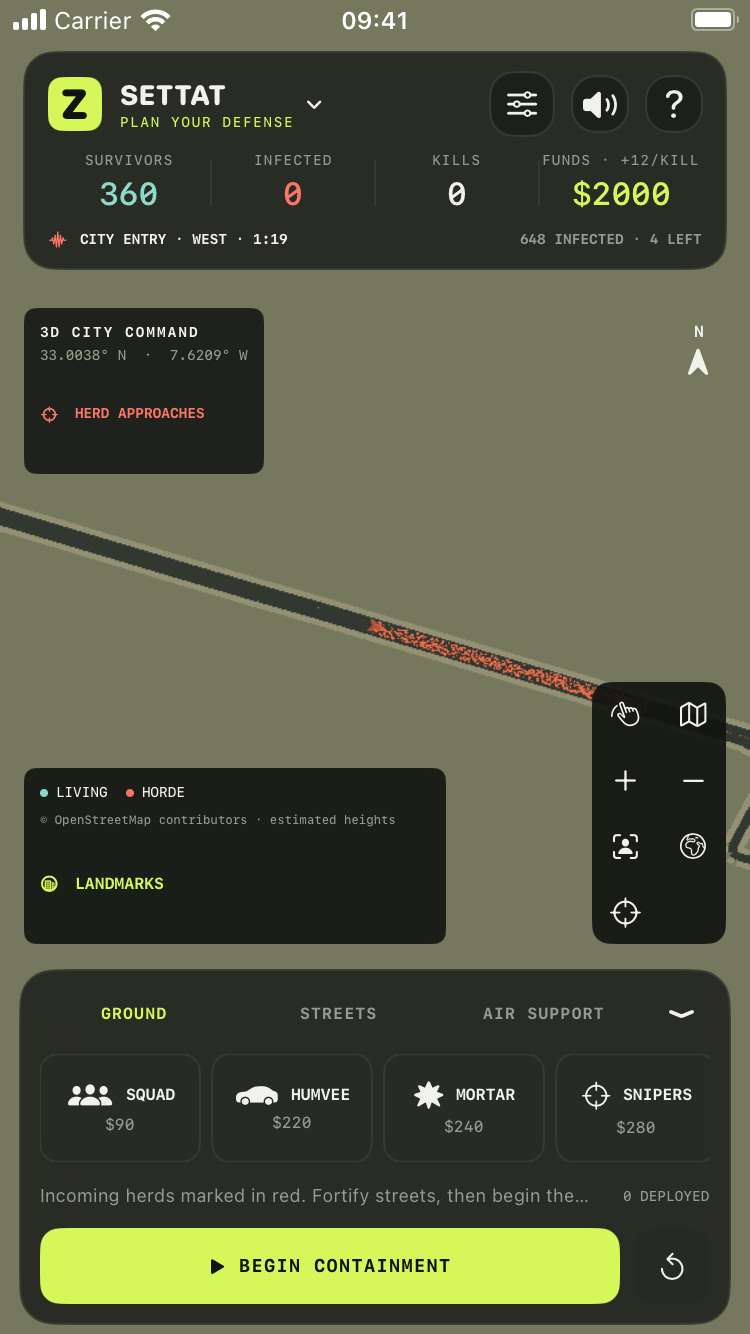 Carrier 09:41
Z SETTAT
PLAN YOUR DEFENSE
?
SURVIVORS INFECTED KILLS FUNDS · +12/KILL
360 0 0 $2000
CITY ENTRY · WEST · 1:19 648 INFECTED · 4 LEFT
3D CITY COMMAND
33.0038° N · 7.6209° W
HERD APPROACHES
N
LIVING HORDE
© OpenStreetMap contributors · estimated heights
LANDMARKS
GROUND STREETS AIR SUPPORT
SQUAD HUMVEE MORTAR SNIPERS
$90 $220 $240 $280
Incoming herds marked in red. Fortify streets, then begin the… 0 DEPLOYED
BEGIN CONTAINMENT